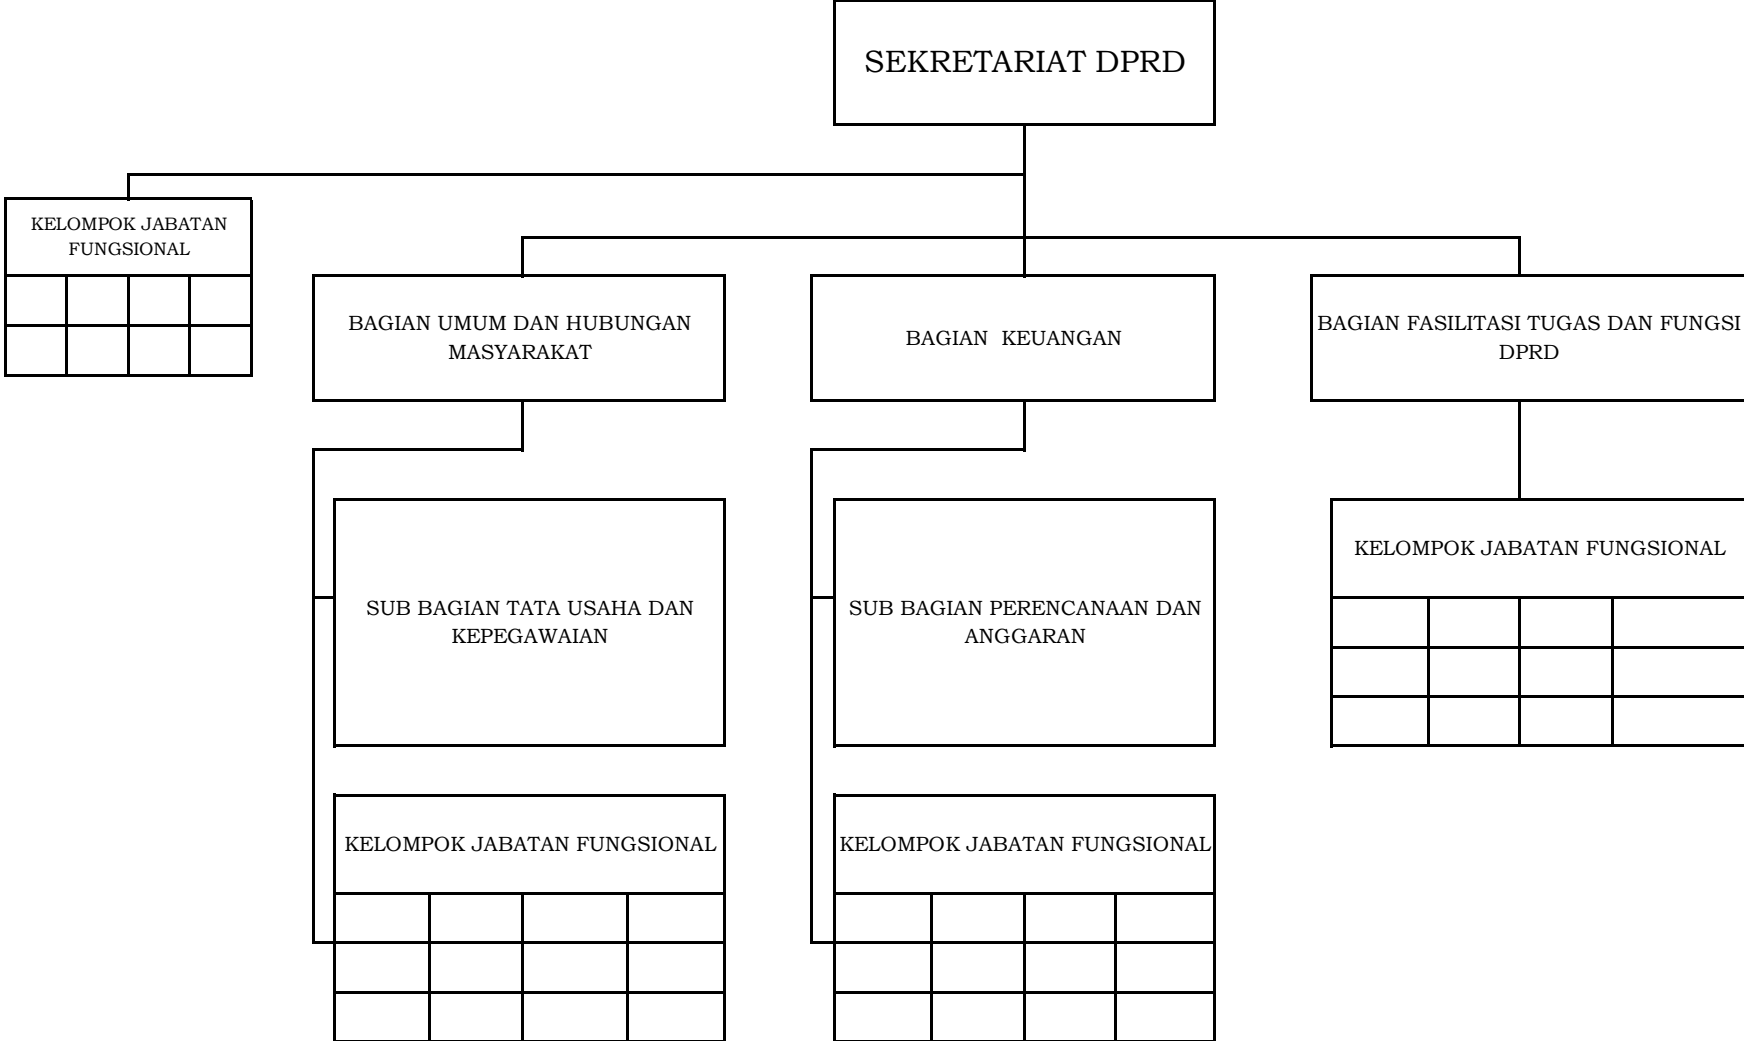 SEKRETARIAT DPRD
KELOMPOK JABATAN
FUNGSIONAL
BAGIAN UMUM DAN HUBUNGAN
MASYARAKAT
BAGIAN  KEUANGAN
BAGIAN FASILITASI TUGAS DAN FUNGSI
DPRD
SUB BAGIAN TATA USAHA DAN
KEPEGAWAIAN
SUB BAGIAN PERENCANAAN DAN
ANGGARAN
KELOMPOK JABATAN FUNGSIONAL
KELOMPOK JABATAN FUNGSIONAL
KELOMPOK JABATAN FUNGSIONAL